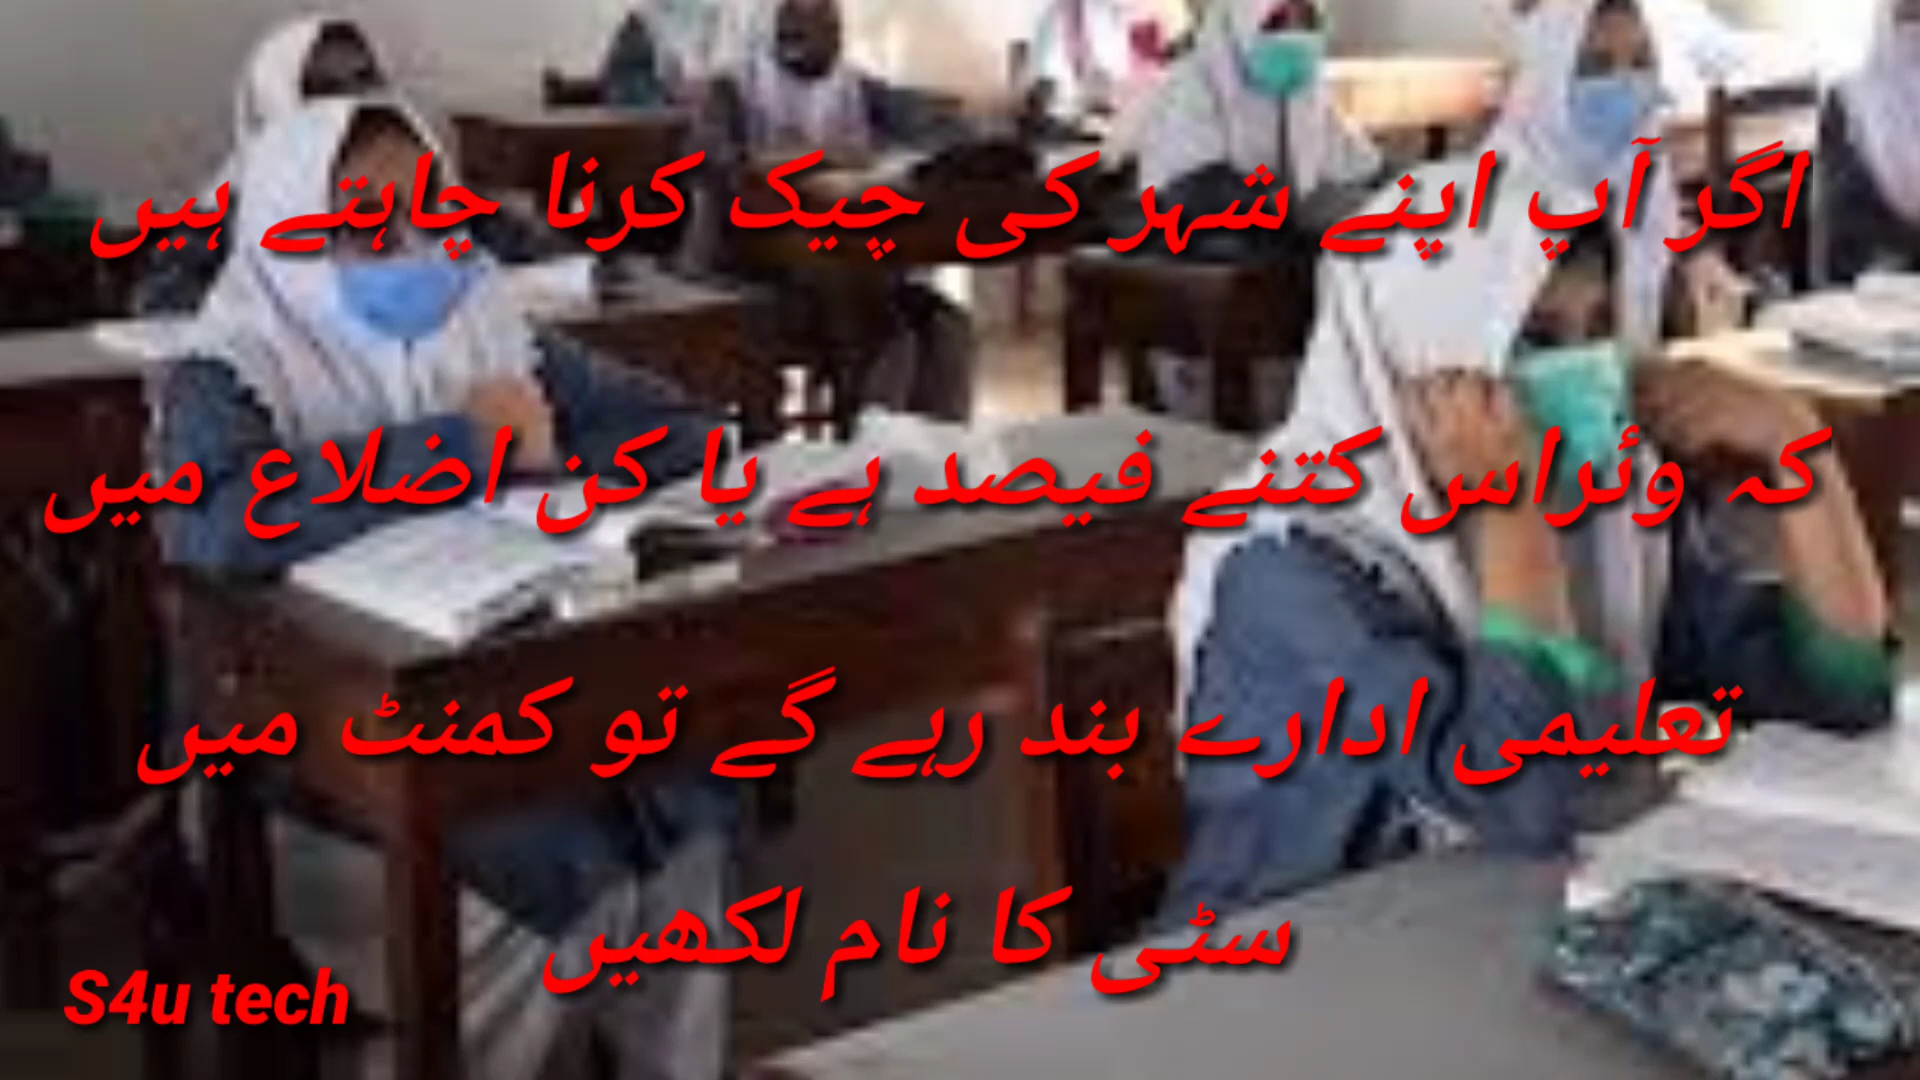 اگر آپ اپنے شہر کی چیک کرنا چاہتے ہیں
کہ وئراس کتنے فیصد ہے یا کن اضلاع میں
تعلیمی ادارے بند رہے گے تو کمنٹ میں
سٹی کا نام لکھیں
S4u tech